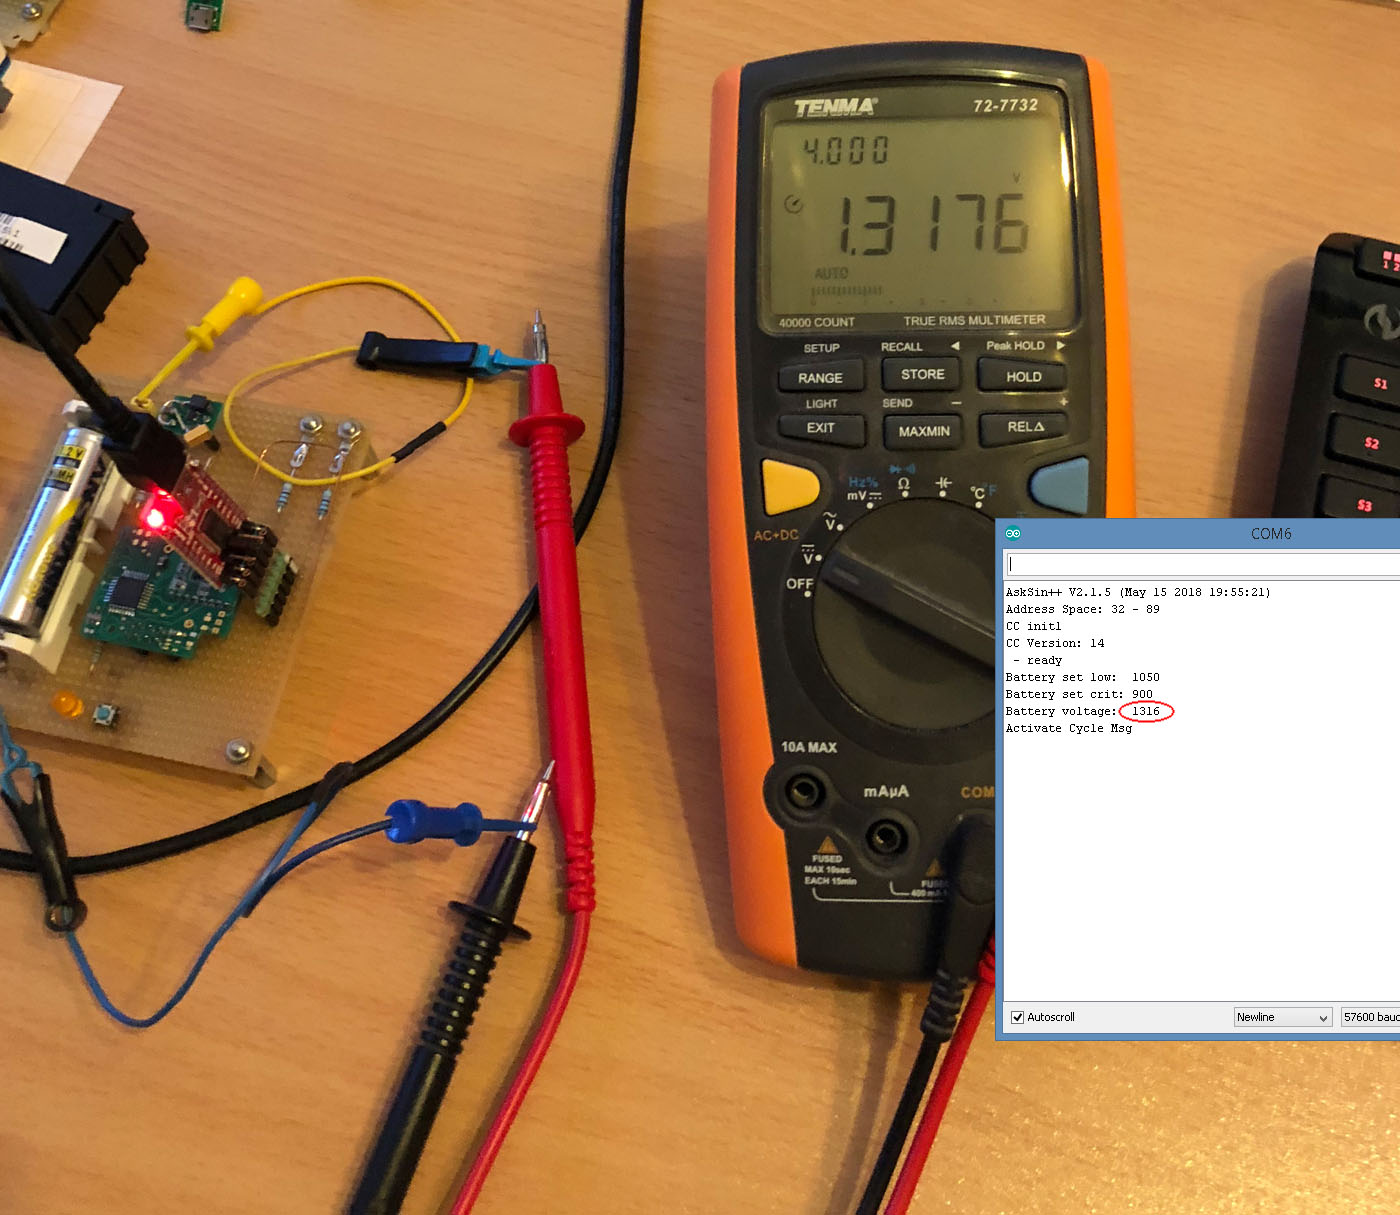 TENMA® 72-7732
4.000
V
1.3176
AUTO
40000 COUNT TRUE RMS MULTIMETER
SETUP RECALL ◀ Peak HOLD ▶
RANGE STORE HOLD
LIGHT SEND — +
EXIT MAXMIN RELΔ
Hz%
mV Ω °C °F
AC+DC V
V
OFF
10A MAX
mAµA
COM
FUSED
MAX 10sec
EACH 15min
S1
S2
S3
COM6
AskSin++ V2.1.5 (May 15 2018 19:55:21)
Address Space: 32 - 89
CC init1
CC Version: 14
- ready
Battery set low: 1050
Battery set crit: 900
Battery voltage: 1316
Activate Cycle Msg
Autoscroll Newline 57600 bauc